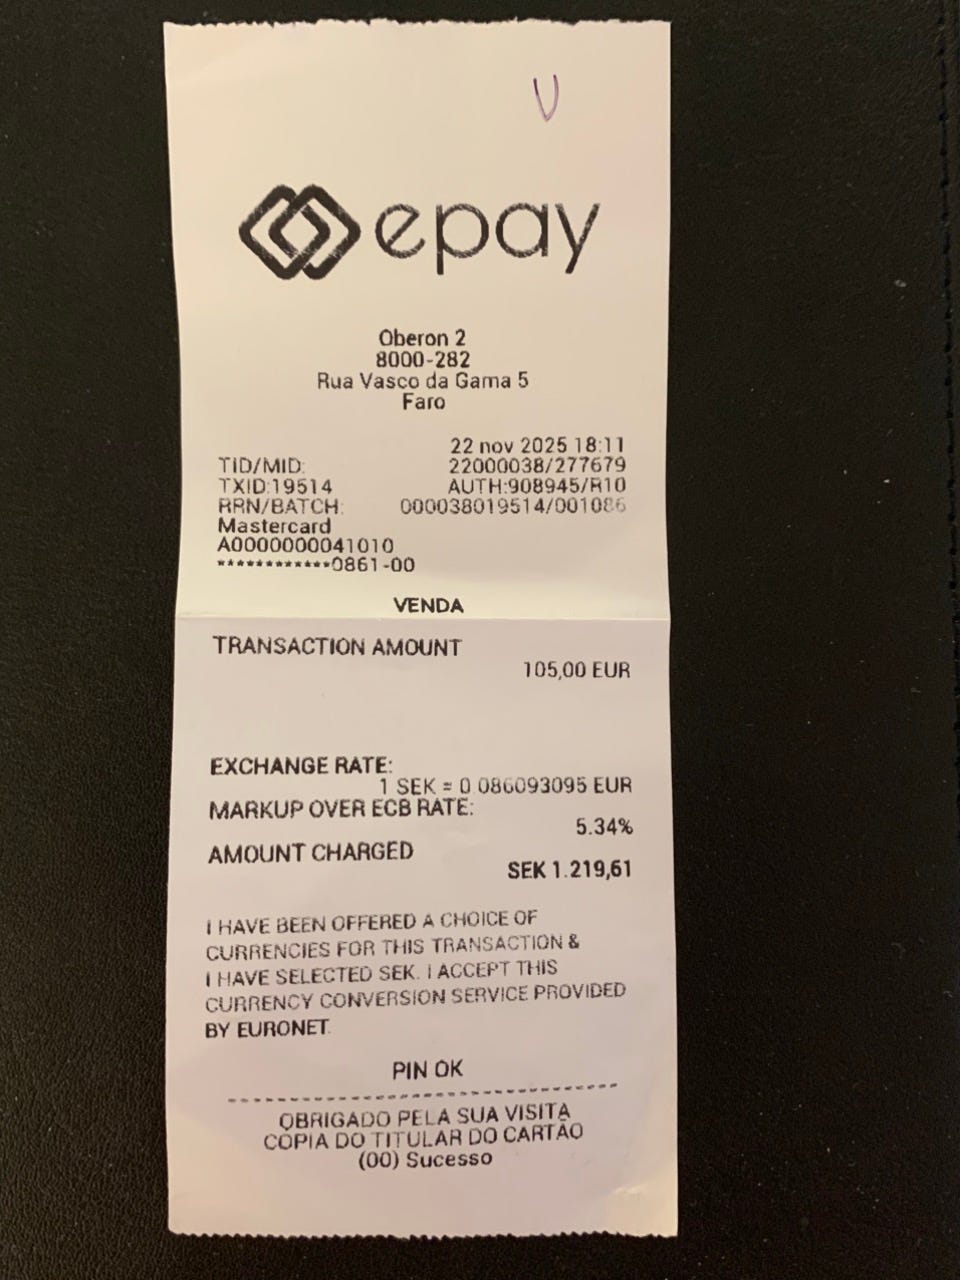 V
epay
Oberon 2
8000-282
Rua Vasco da Gama 5
Faro
22 nov 2025 18:11
TID/MID: 22000038/277679
TXID:19514 AUTH:908945/R10
RRN/BATCH: 000038019514/001086
Mastercard
A0000000041010
************0861-00
VENDA
TRANSACTION AMOUNT
105,00 EUR
EXCHANGE RATE:
1 SEK = 0.086093095 EUR
MARKUP OVER ECB RATE:
5.34%
AMOUNT CHARGED
SEK 1.219,61
I HAVE BEEN OFFERED A CHOICE OF
CURRENCIES FOR THIS TRANSACTION &
I HAVE SELECTED SEK. I ACCEPT THIS
CURRENCY CONVERSION SERVICE PROVIDED
BY EURONET.
PIN OK
OBRIGADO PELA SUA VISITA
COPIA DO TITULAR DO CARTÃO
(00) Sucesso